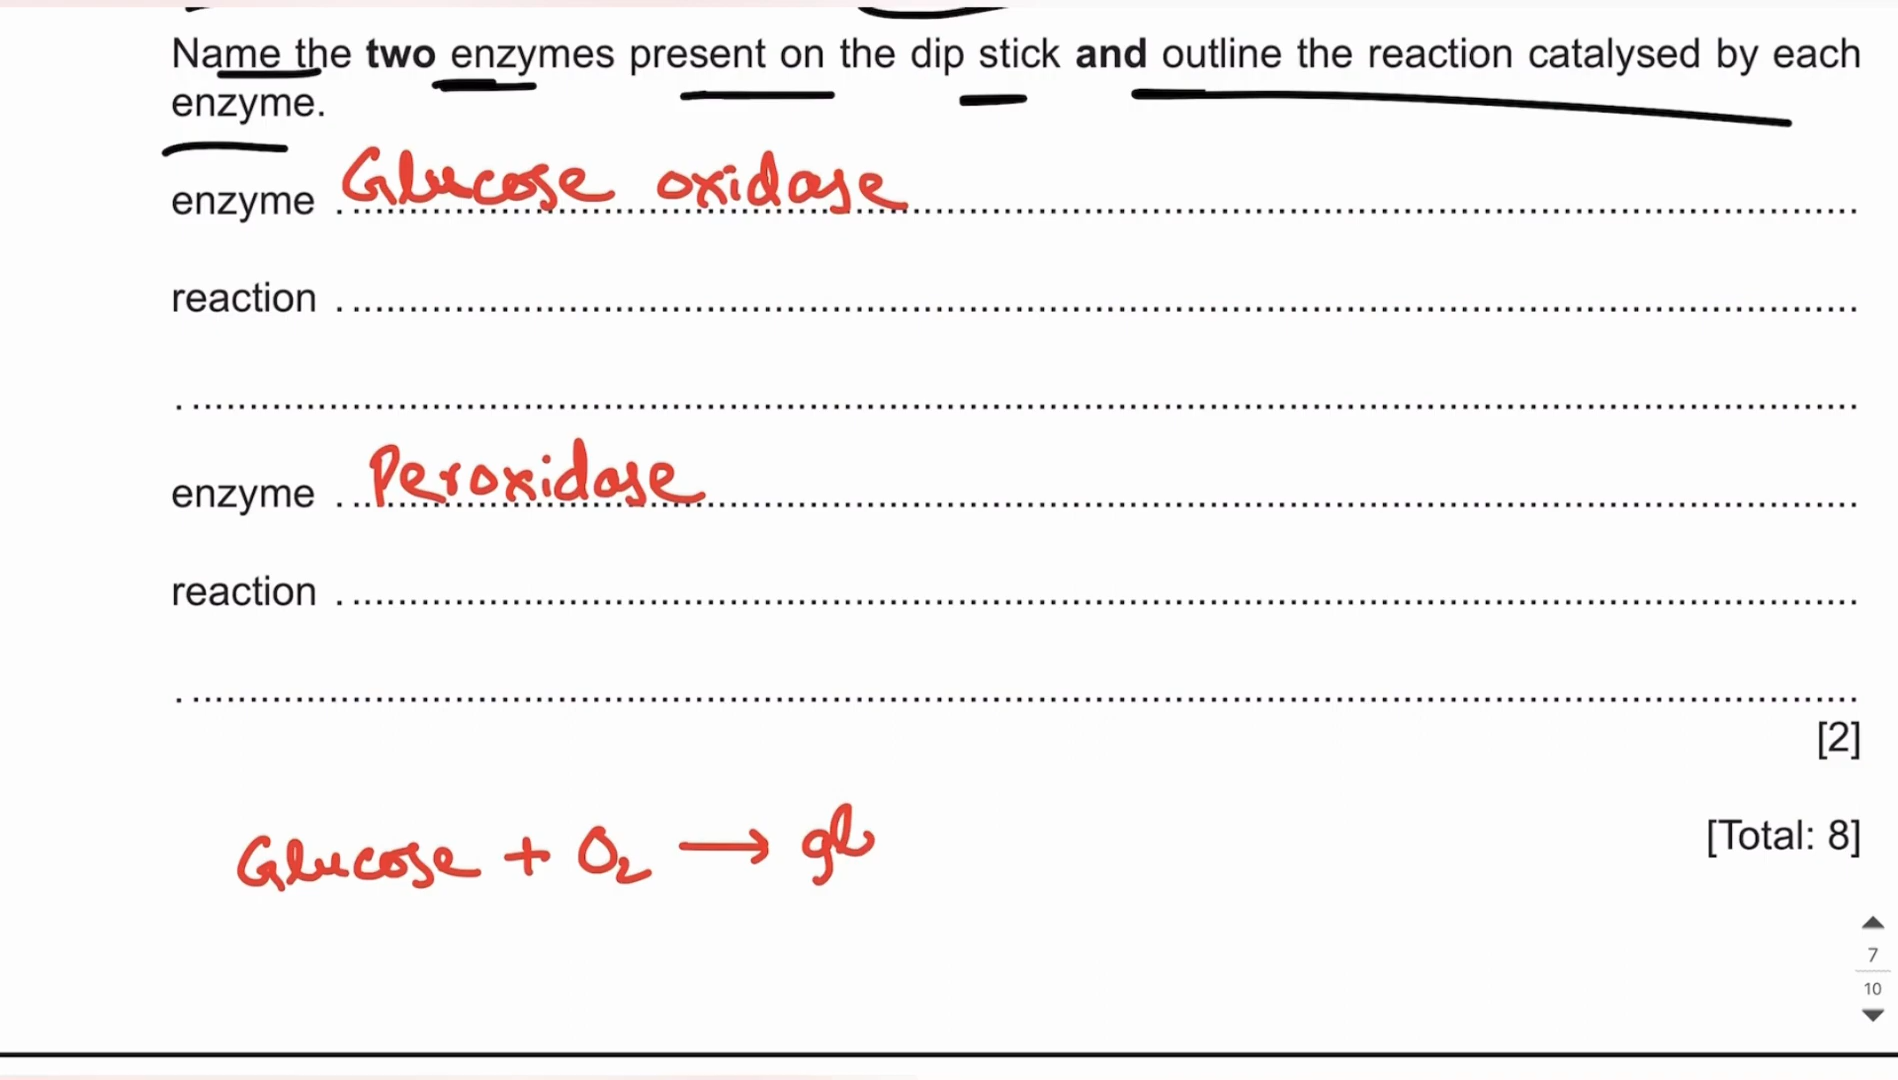 Name the two enzymes present on the dip stick and outline the reaction catalysed by each
enzyme.
enzyme Glucose oxidase
reaction
enzyme Peroxidase
reaction
[2]
Glucose + O₂ → gl
[Total: 8]
7
10